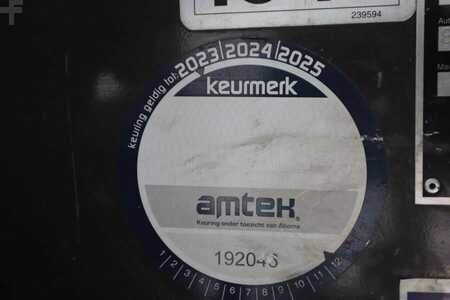 239594
keuring geldig tot: 2023/2024/2025
keurmerk
amtek.
Keuring onder toezicht van Aboma
192046
1 2 3 4 5 6 7 8 9 10 11 12